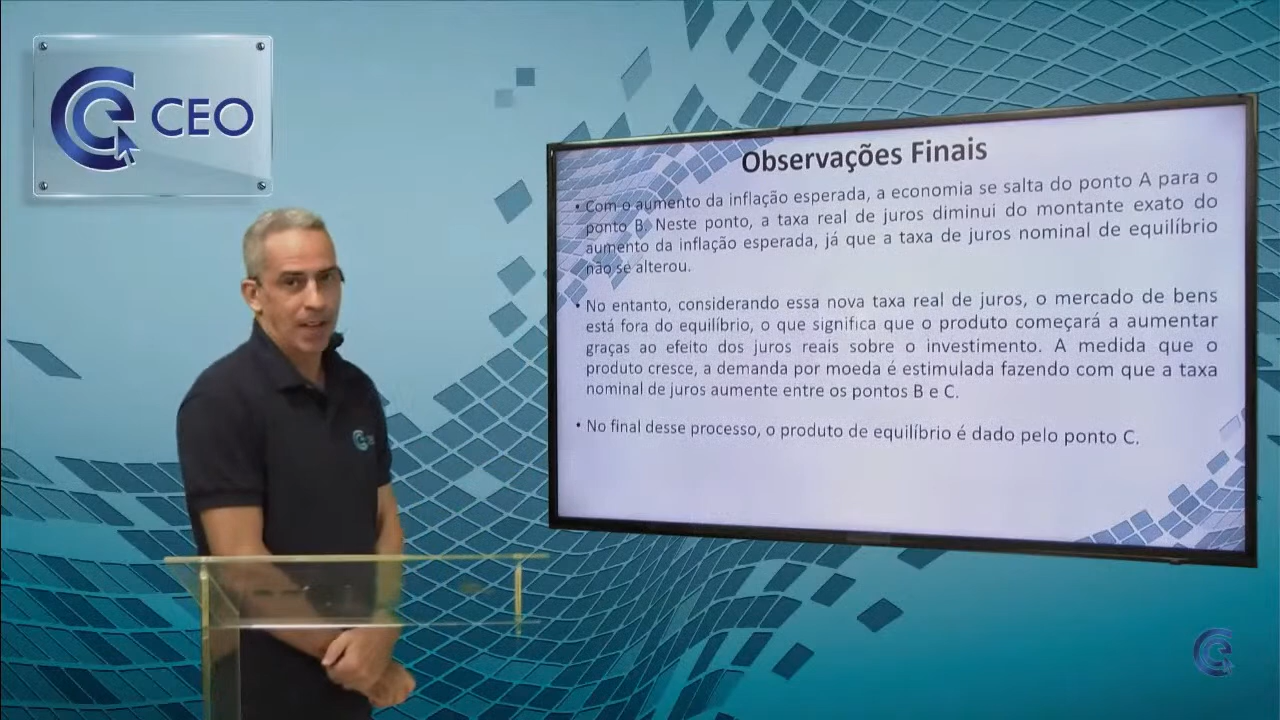 CEO
Observações Finais
• Com o aumento da inflação esperada, a economia se salta do ponto A para o
ponto B. Neste ponto, a taxa real de juros diminui do montante exato do
aumento da inflação esperada, já que a taxa de juros nominal de equilíbrio
não se alterou.
• No entanto, considerando essa nova taxa real de juros, o mercado de bens
está fora do equilíbrio, o que significa que o produto começará a aumentar
graças ao efeito dos juros reais sobre o investimento. A medida que o
produto cresce, a demanda por moeda é estimulada fazendo com que a taxa
nominal de juros aumente entre os pontos B e C.
• No final desse processo, o produto de equilíbrio é dado pelo ponto C.